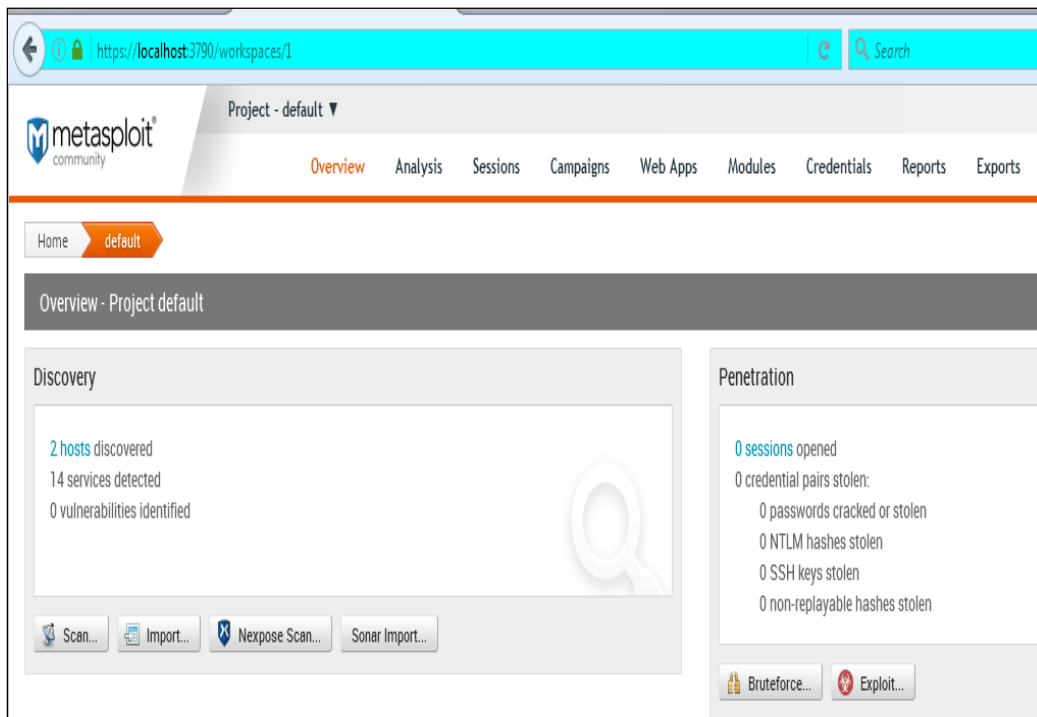 https://localhost:3790/workspaces/1
Search
metasploit®
community
Project - default ▼
Overview Analysis Sessions Campaigns Web Apps Modules Credentials Reports Exports
Home default
Overview - Project default
Discovery
2 hosts discovered
14 services detected
0 vulnerabilities identified
Scan... Import... Nexpose Scan... Sonar Import...
Penetration
0 sessions opened
0 credential pairs stolen:
0 passwords cracked or stolen
0 NTLM hashes stolen
0 SSH keys stolen
0 non-replayable hashes stolen
Bruteforce... Exploit...